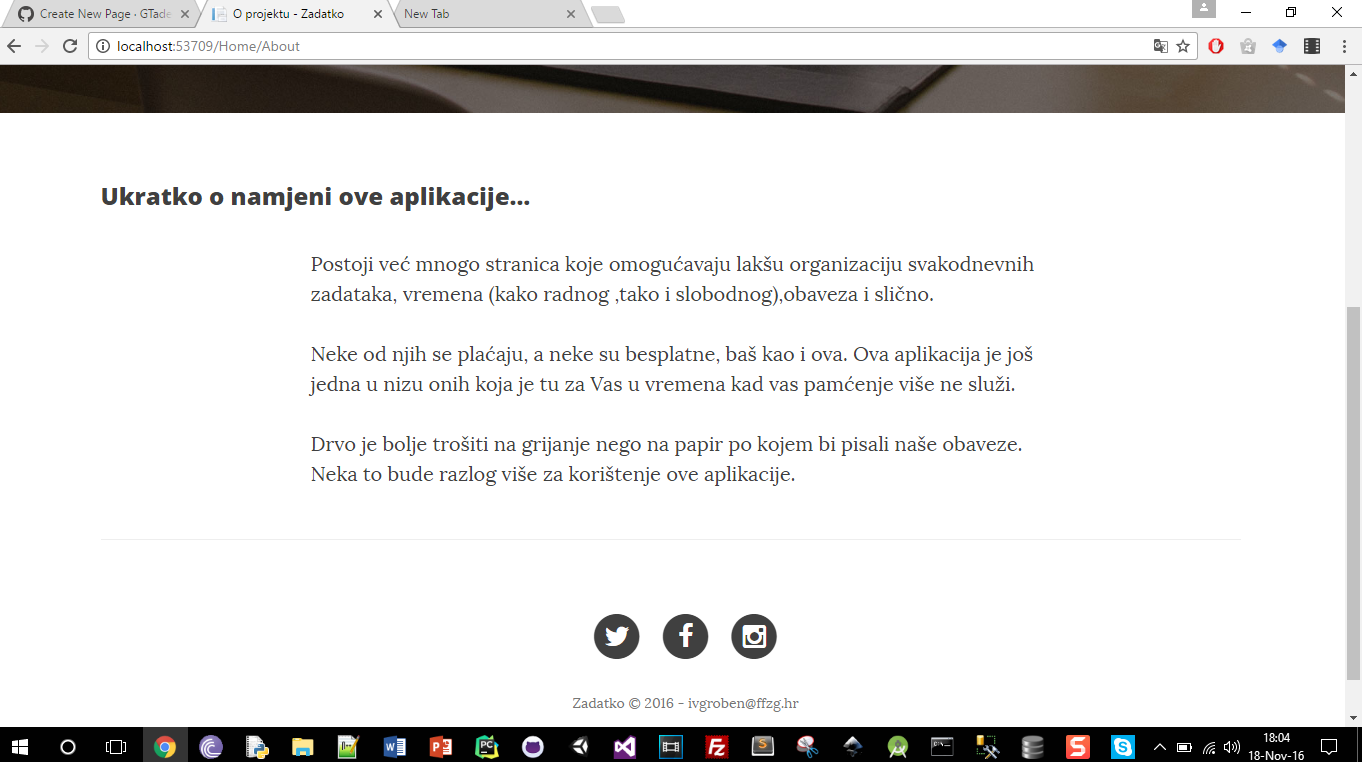 Create New Page · GTade
O projektu - Zadatko
New Tab
localhost:53709/Home/About
Ukratko o namjeni ove aplikacije...
Postoji već mnogo stranica koje omogućavaju lakšu organizaciju svakodnevnih
zadataka, vremena (kako radnog ,tako i slobodnog),obaveza i slično.
Neke od njih se plaćaju, a neke su besplatne, baš kao i ova. Ova aplikacija je još
jedna u nizu onih koja je tu za Vas u vremena kad vas pamćenje više ne služi.
Drvo je bolje trošiti na grijanje nego na papir po kojem bi pisali naše obaveze.
Neka to bude razlog više za korištenje ove aplikacije.
Zadatko © 2016 - ivgroben@ffzg.hr
18:04
18-Nov-16